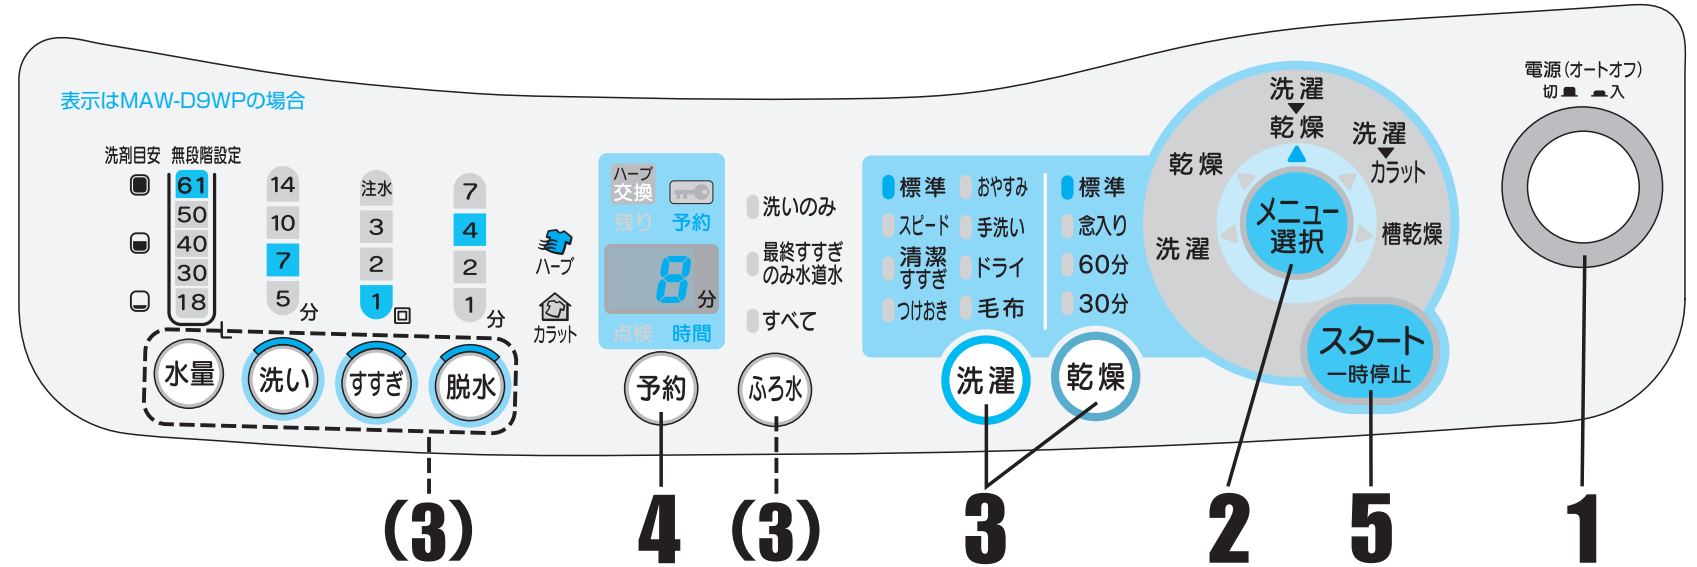 表示はMAW-D9WPの場合
洗剤目安 無段階設定
61
50
40
30
18
L
14
10
7
5
分
注水
3
2
1
回
7
4
2
1
分
ハーブ
カラット
水量
洗い
すすぎ
脱水
ハーブ
交換
残り 予約
8分
点検 時間
予約
洗いのみ
最終すすぎ
のみ水道水
すべて
ふろ水
標準
スピード
清潔
すすぎ
つけおき
おやすみ
手洗い
ドライ
毛布
標準
念入り
60分
30分
洗濯
乾燥
洗濯
▼
乾燥
洗濯
▼
カラット
乾燥
洗濯
槽乾燥
メニュー
選択
スタート
一時停止
電源(オートオフ)
切 入
(3)
4
(3)
3
2
5
1